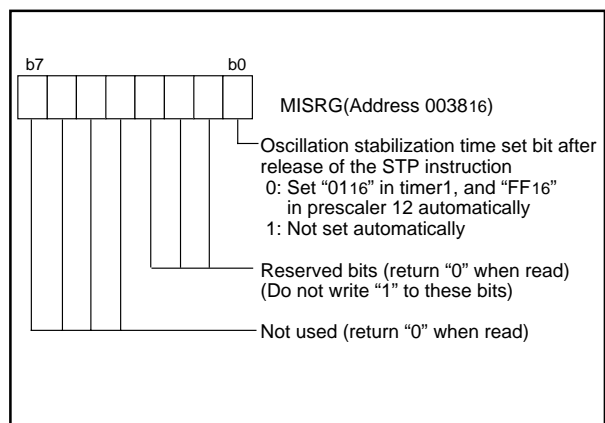 b7 b0
MISRG(Address 003816)
Oscillation stabilization time set bit after
release of the STP instruction
0: Set “0116” in timer1, and “FF16”
in prescaler 12 automatically
1: Not set automatically
Reserved bits (return “0” when read)
(Do not write “1” to these bits)
Not used (return “0” when read)